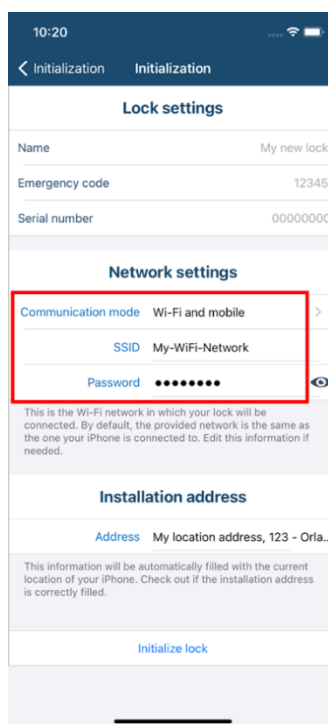 10:20
Initialization Initialization
Lock settings
Name My new lock
Emergency code 12345
Serial number 00000000
Network settings
Communication mode Wi-Fi and mobile
SSID My-WiFi-Network
Password ●●●●●●●●
This is the Wi-Fi network in which your lock will be
connected. By default, the provided network is the same as
the one your iPhone is connected to. Edit this information if
needed.
Installation address
Address My location address, 123 - Orla..
This information will be automatically filled with the current
location of your iPhone. Check out if the installation address
is correctly filled.
Initialize lock